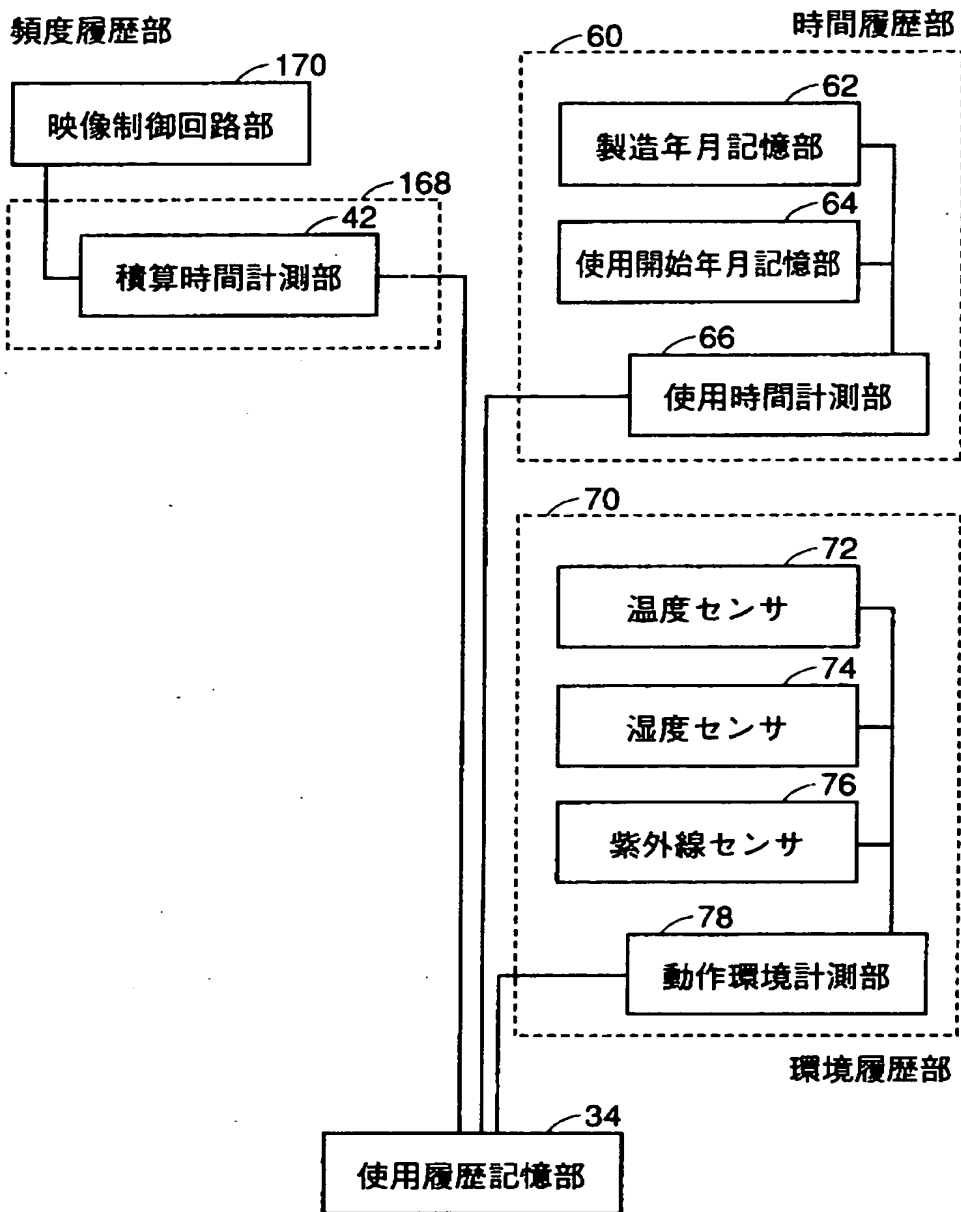 頻度履歴部
170
映像制御回路部
168
42
積算時間計測部
時間履歴部
60
62
製造年月記憶部
64
使用開始年月記憶部
66
使用時間計測部
70
72
温度センサ
74
湿度センサ
76
紫外線センサ
78
動作環境計測部
環境履歴部
34
使用履歴記憶部